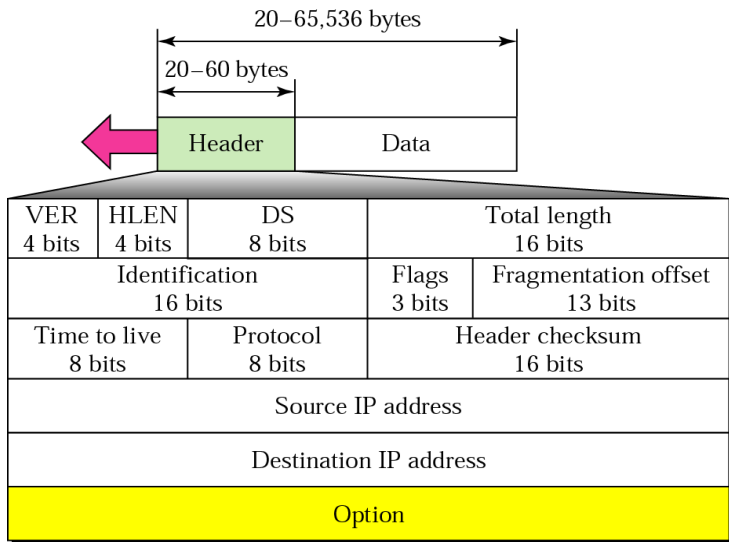 20–65,536 bytes
20–60 bytes
Header
Data
VER
4 bits
HLEN
4 bits
DS
8 bits
Total length
16 bits
Identification
16 bits
Flags
3 bits
Fragmentation offset
13 bits
Time to live
8 bits
Protocol
8 bits
Header checksum
16 bits
Source IP address
Destination IP address
Option